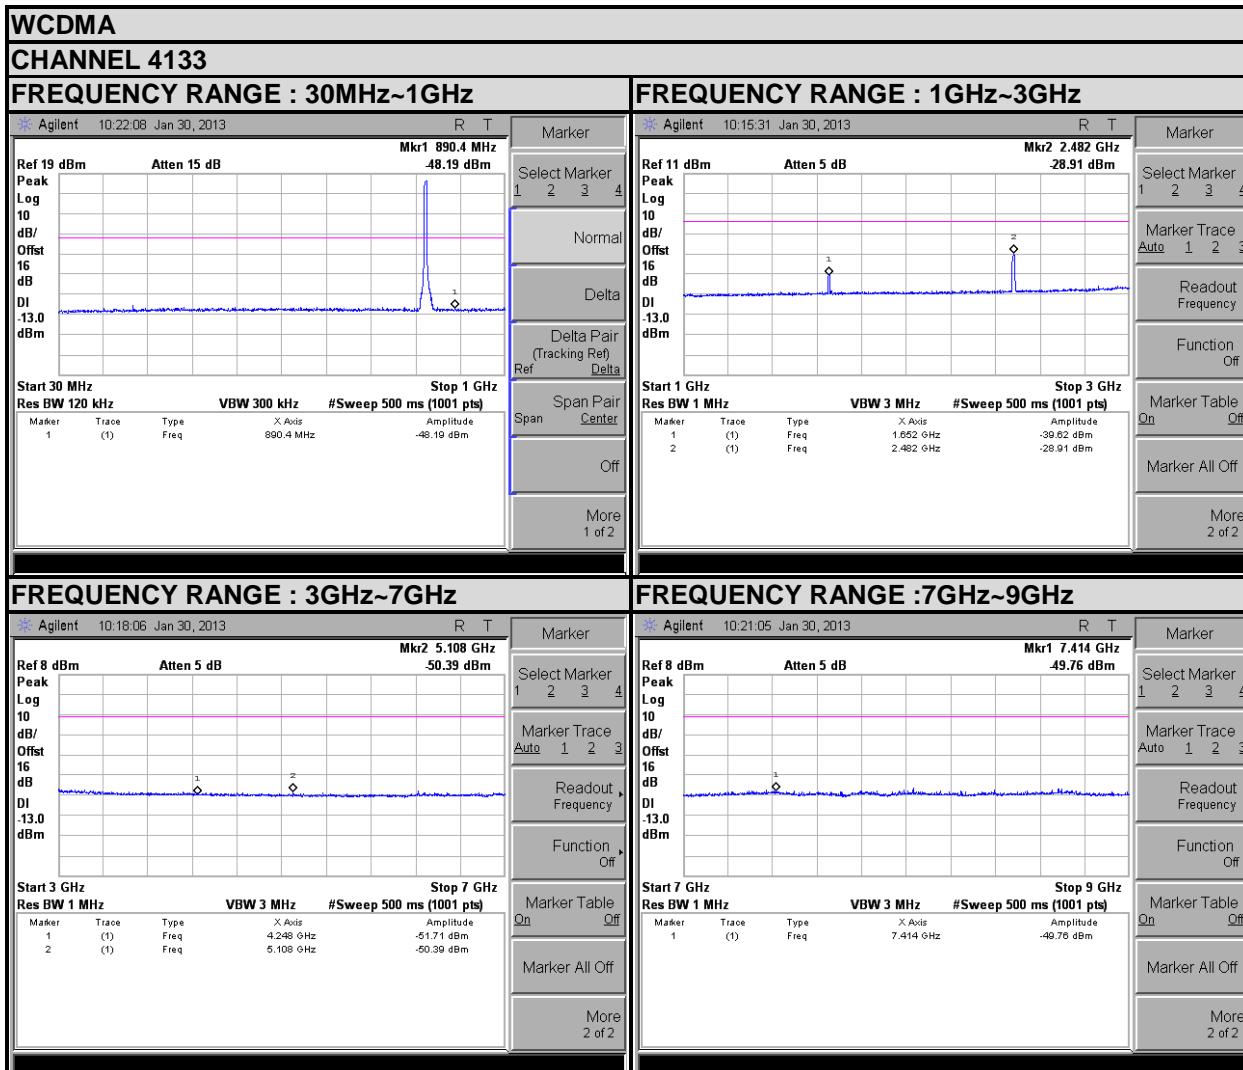 WCDMA
CHANNEL 4133
FREQUENCY RANGE : 30MHz~1GHz
Agilent 10:22:08 Jan 30, 2013 R T
Mkr1 890.4 MHz
Ref 19 dBm Atten 15 dB -48.19 dBm
Peak
Log
10
dB/
Offst
16
dB
DI
-13.0
dBm
1
Start 30 MHz Stop 1 GHz
Res BW 120 kHz VBW 300 kHz #Sweep 500 ms (1001 pts)
Marker Trace Type X Axis Amplitude
1 (1) Freq 890.4 MHz -48.19 dBm
Marker
Select Marker
1 2 3 4
Normal
Delta
Delta Pair
(Tracking Ref)
Ref Delta
Span Pair
Span Center
Off
More
1 of 2
FREQUENCY RANGE : 1GHz~3GHz
Agilent 10:15:31 Jan 30, 2013 R T
Mkr2 2.482 GHz
Ref 11 dBm Atten 5 dB -28.91 dBm
Peak
Log
10
dB/
Offst
16
dB
DI
-13.0
dBm
1
2
Start 1 GHz Stop 3 GHz
Res BW 1 MHz VBW 3 MHz #Sweep 500 ms (1001 pts)
Marker Trace Type X Axis Amplitude
1 (1) Freq 1.652 GHz -39.62 dBm
2 (1) Freq 2.482 GHz -28.91 dBm
Marker
Select Marker
1 2 3 4
Marker Trace
Auto 1 2 3
Readout
Frequency
Function
Off
Marker Table
On Off
Marker All Off
More
2 of 2
FREQUENCY RANGE : 3GHz~7GHz
Agilent 10:18:06 Jan 30, 2013 R T
Mkr2 5.108 GHz
Ref 8 dBm Atten 5 dB -50.39 dBm
Peak
Log
10
dB/
Offst
16
dB
DI
-13.0
dBm
1
2
Start 3 GHz Stop 7 GHz
Res BW 1 MHz VBW 3 MHz #Sweep 500 ms (1001 pts)
Marker Trace Type X Axis Amplitude
1 (1) Freq 4.248 GHz -51.71 dBm
2 (1) Freq 5.108 GHz -50.39 dBm
Marker
Select Marker
1 2 3 4
Marker Trace
Auto 1 2 3
Readout
Frequency
Function
Off
Marker Table
On Off
Marker All Off
More
2 of 2
FREQUENCY RANGE :7GHz~9GHz
Agilent 10:21:05 Jan 30, 2013 R T
Mkr1 7.414 GHz
Ref 8 dBm Atten 5 dB -49.76 dBm
Peak
Log
10
dB/
Offst
16
dB
DI
-13.0
dBm
1
Start 7 GHz Stop 9 GHz
Res BW 1 MHz VBW 3 MHz #Sweep 500 ms (1001 pts)
Marker Trace Type X Axis Amplitude
1 (1) Freq 7.414 GHz -49.76 dBm
Marker
Select Marker
1 2 3 4
Marker Trace
Auto 1 2 3
Readout
Frequency
Function
Off
Marker Table
On Off
Marker All Off
More
2 of 2